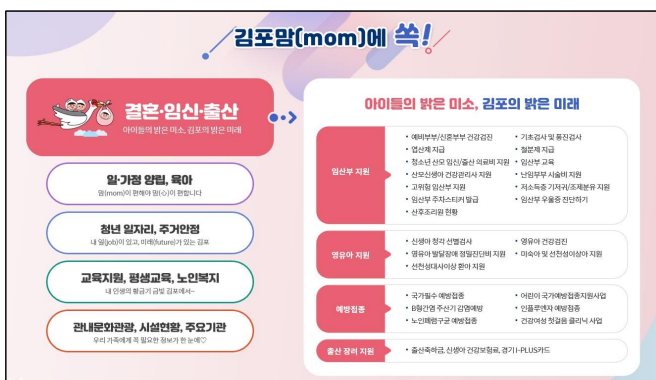 김포맘(mom)에 쏙!
결혼·임신·출산
아이들의 밝은 미소, 김포의 밝은 미래
일·가정 양립, 육아
맘(mom)이 편해야 맘(心)이 편합니다
청년 일자리, 주거안정
내 일(job)이 있고, 미래(future)가 있는 김포
교육지원, 평생교육, 노인복지
내 인생의 황금기 금빛 김포에서~
관내문화관광, 시설현황, 주요기관
우리 가족에게 꼭 필요한 정보가 한 눈에♡
아이들의 밝은 미소, 김포의 밝은 미래
임산부 지원
• 예비부부/신혼부부 건강검진
• 엽산제 지급
• 청소년 산모 임신/출산 의료비 지원
• 산모신생아 건강관리사 지원
• 고위험 임산부 지원
• 임산부 주차스티커 발급
• 산후조리원 현황
• 기초검사 및 풍진검사
• 철분제 지급
• 임산부 교육
• 난임부부 시술비 지원
• 저소득층 기저귀/조제분유 지원
• 임산부 우울증 진단하기
영유아 지원
• 신생아 청각 선별검사
• 영유아 발달장애 정밀진단비 지원
• 선천성대사이상 환아 지원
• 영유아 건강검진
• 미숙아 및 선천성이상아 지원
예방접종
• 국가필수 예방접종
• B형간염 주산기 감염예방
• 노인폐렴구균 예방접종
• 어린이 국가예방접종지원사업
• 인플루엔자 예방접종
• 건강여성 첫걸음 클리닉 사업
출산 장려 지원
• 출산축하금, 신생아 건강보험료, 경기I-PLUS카드